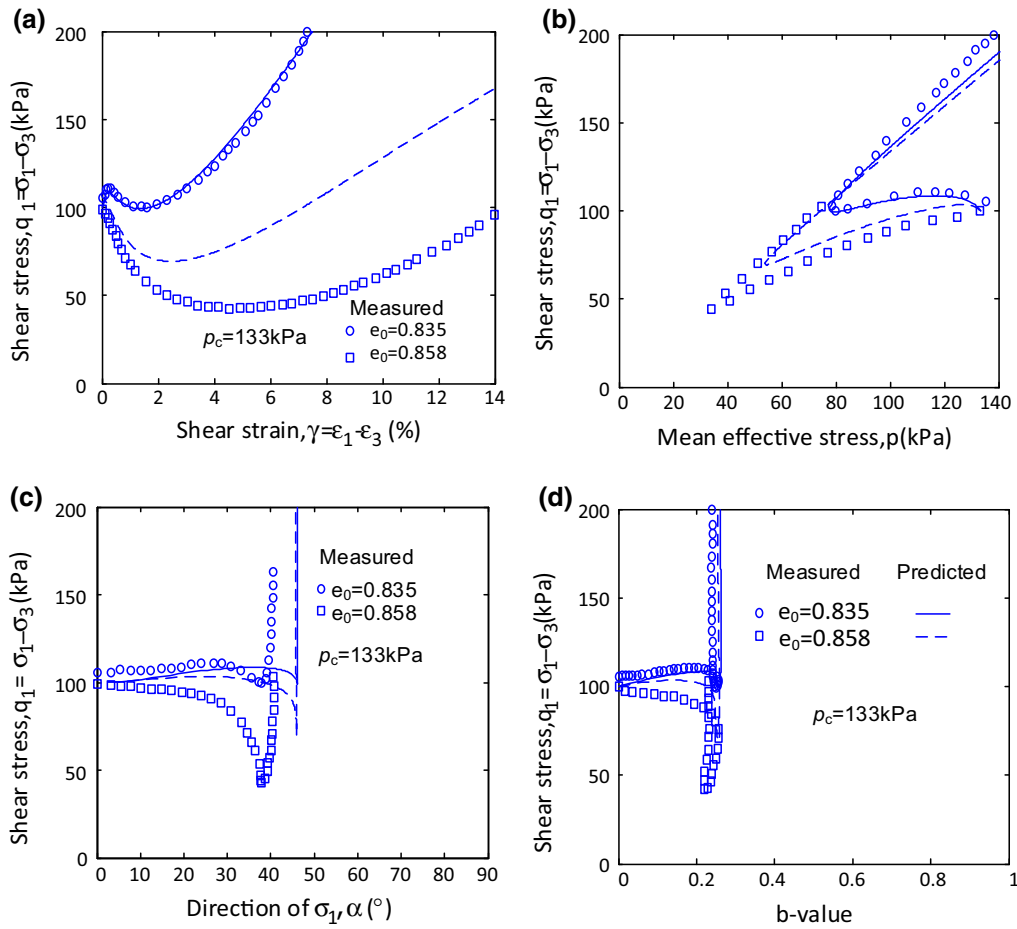 (a)
200
150
100
50
0
Shear stress,q₁=σ₁–σ₃(kPa)
Measured
e₀=0.835
e₀=0.858
p_c=133kPa
0 2 4 6 8 10 12 14
Shear strain,γ=ε₁-ε₃ (%)
(b)
200
150
100
50
0
Shear stress,q₁=σ₁–σ₃(kPa)
0 20 40 60 80 100 120 140
Mean effective stress,p(kPa)
(c)
200
150
100
50
0
Shear stress,q₁= σ₁–σ₃(kPa)
Measured
e₀=0.835
e₀=0.858
p_c=133kPa
0 10 20 30 40 50 60 70 80 90
Direction of σ₁,α(°)
(d)
200
150
100
50
0
Shear stress,q₁= σ₁–σ₃(kPa)
Measured Predicted
e₀=0.835
e₀=0.858
p_c=133kPa
0 0.2 0.4 0.6 0.8 1
b-value